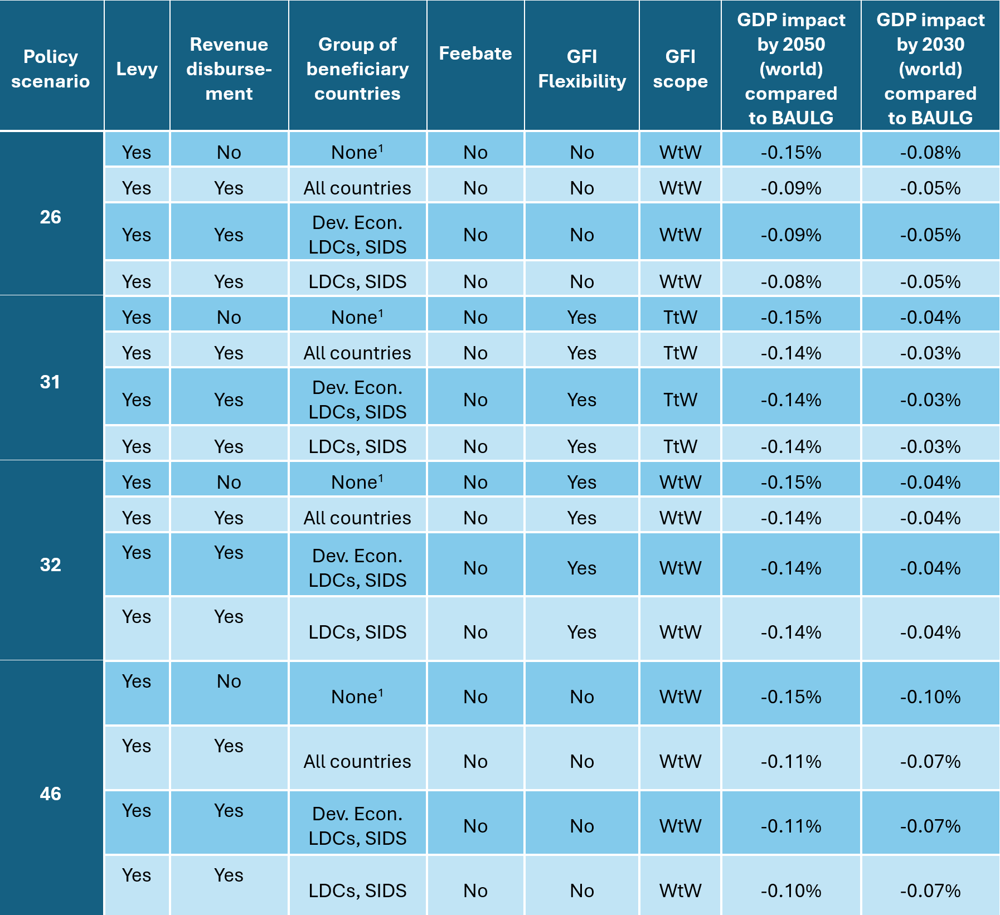 Policy scenario
Levy
Revenue disburse-ment
Group of beneficiary countries
Feebate
GFI Flexibility
GFI scope
GDP impact by 2050 (world) compared to BAULG
GDP impact by 2030 (world) compared to BAULG
26
Yes No None¹ No No WtW -0.15% -0.08%
Yes Yes All countries No No WtW -0.09% -0.05%
Yes Yes Dev. Econ. LDCs, SIDS No No WtW -0.09% -0.05%
Yes Yes LDCs, SIDS No No WtW -0.08% -0.05%
31
Yes No None¹ No Yes TtW -0.15% -0.04%
Yes Yes All countries No Yes TtW -0.14% -0.03%
Yes Yes Dev. Econ. LDCs, SIDS No Yes TtW -0.14% -0.03%
Yes Yes LDCs, SIDS No Yes TtW -0.14% -0.03%
32
Yes No None¹ No Yes WtW -0.15% -0.04%
Yes Yes All countries No Yes WtW -0.14% -0.04%
Yes Yes Dev. Econ. LDCs, SIDS No Yes WtW -0.14% -0.04%
Yes Yes LDCs, SIDS No Yes WtW -0.14% -0.04%
46
Yes No None¹ No No WtW -0.15% -0.10%
Yes Yes All countries No No WtW -0.11% -0.07%
Yes Yes Dev. Econ. LDCs, SIDS No No WtW -0.11% -0.07%
Yes Yes LDCs, SIDS No No WtW -0.10% -0.07%